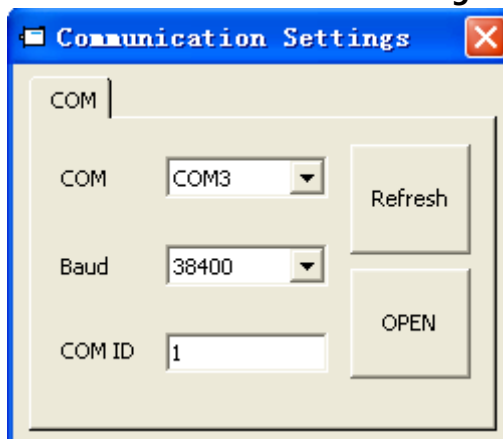 Communication Settings
COM
COM COM3
Refresh
Baud 38400
OPEN
COM ID 1